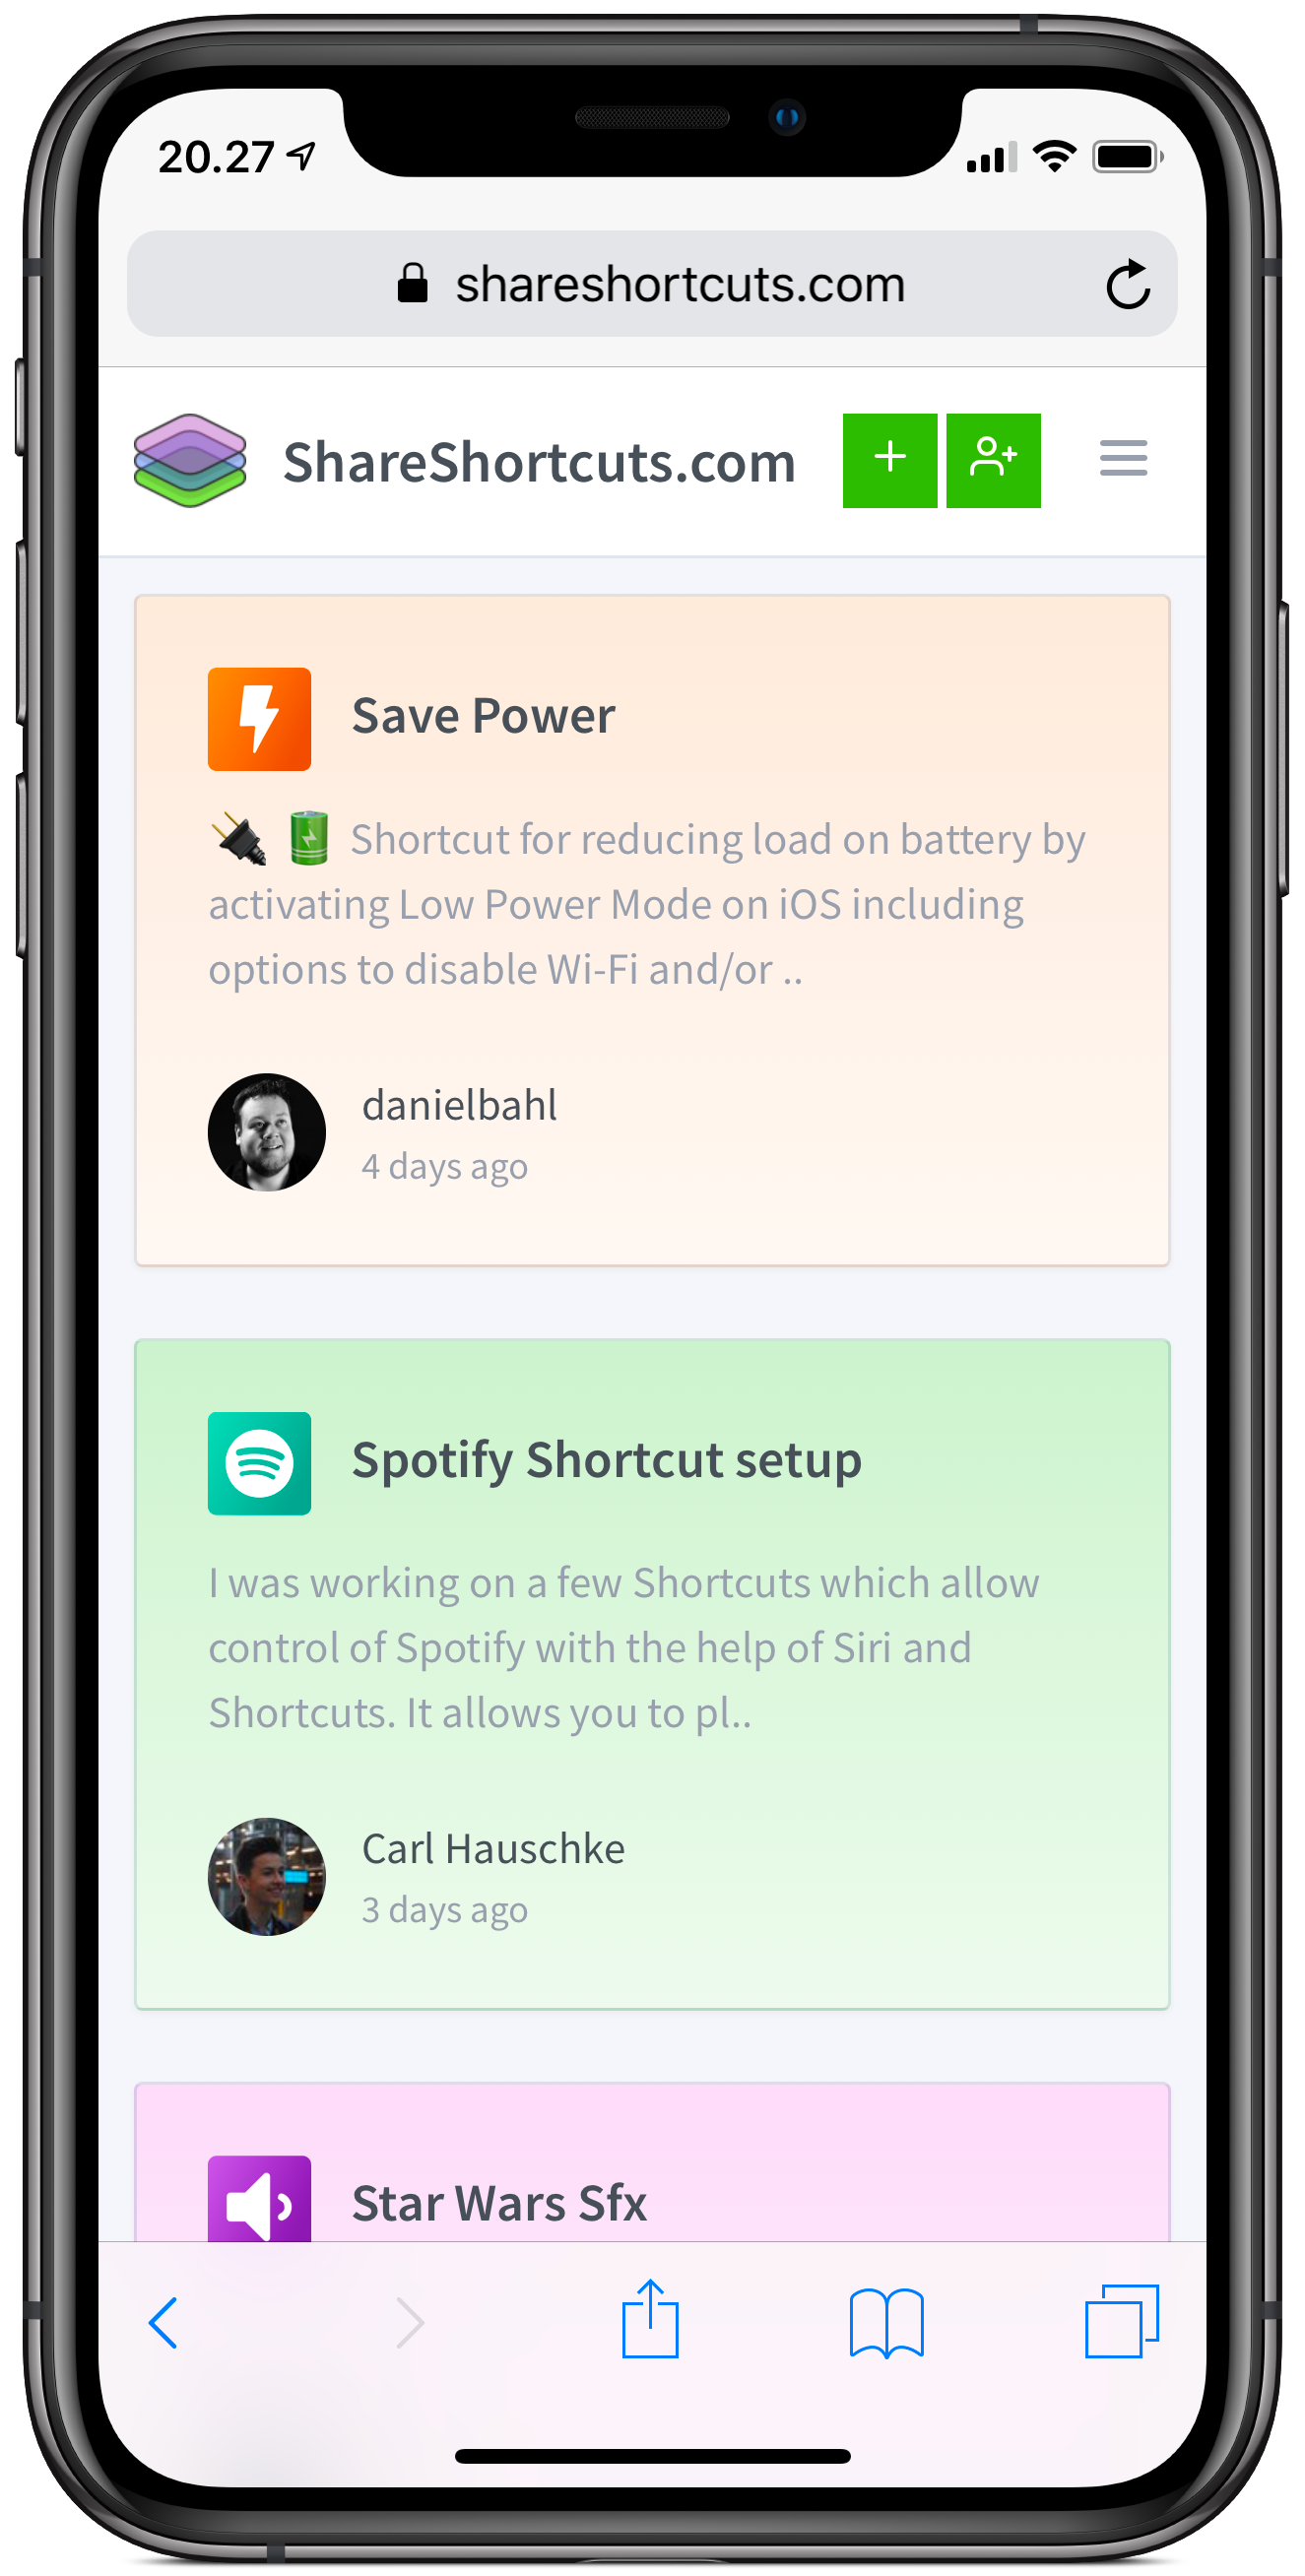 20.27
shareshortcuts.com
ShareShortcuts.com
Save Power
Shortcut for reducing load on battery by
activating Low Power Mode on iOS including
options to disable Wi-Fi and/or ..
danielbahl
4 days ago
Spotify Shortcut setup
I was working on a few Shortcuts which allow
control of Spotify with the help of Siri and
Shortcuts. It allows you to pl..
Carl Hauschke
3 days ago
Star Wars Sfx